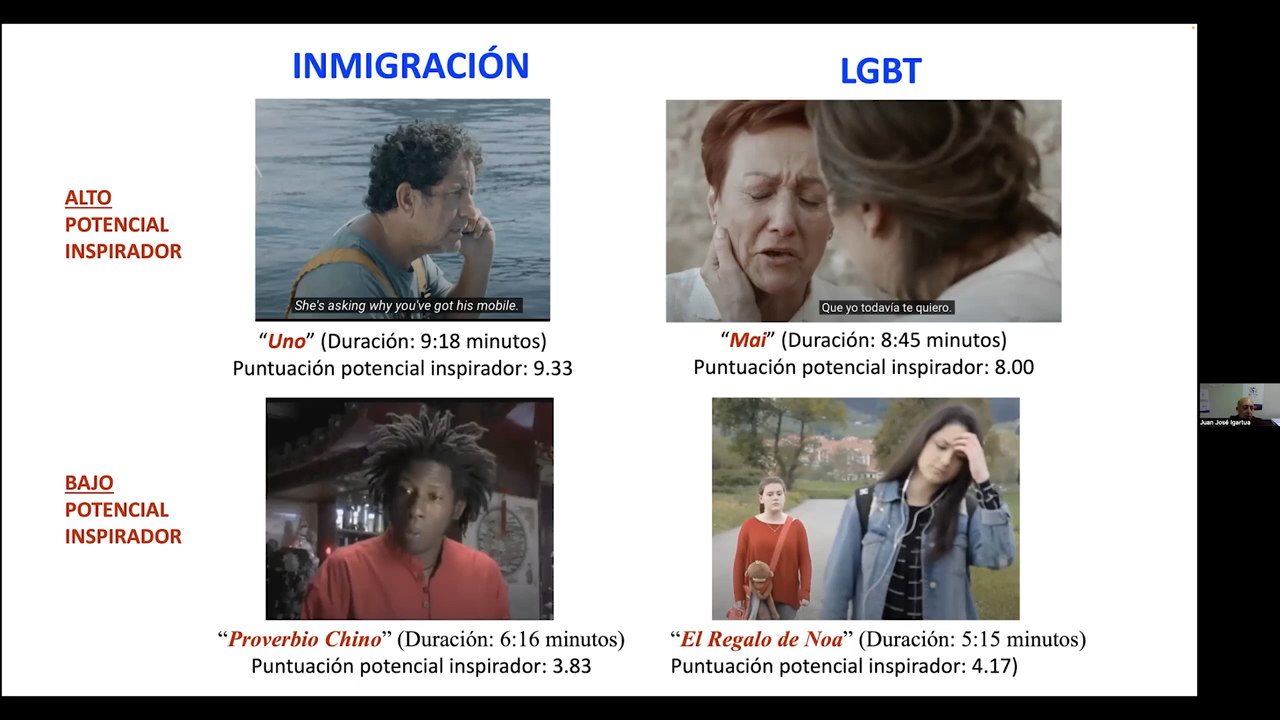 INMIGRACIÓN
LGBT
ALTO
POTENCIAL
INSPIRADOR
She's asking why you've got his mobile.
Que yo todavía te quiero.
“Uno” (Duración: 9:18 minutos)
Puntuación potencial inspirador: 9.33
“Mai” (Duración: 8:45 minutos)
Puntuación potencial inspirador: 8.00
BAJO
POTENCIAL
INSPIRADOR
“Proverbio Chino” (Duración: 6:16 minutos)
Puntuación potencial inspirador: 3.83
“El Regalo de Noa” (Duración: 5:15 minutos)
Puntuación potencial inspirador: 4.17)
Juan José Igartua